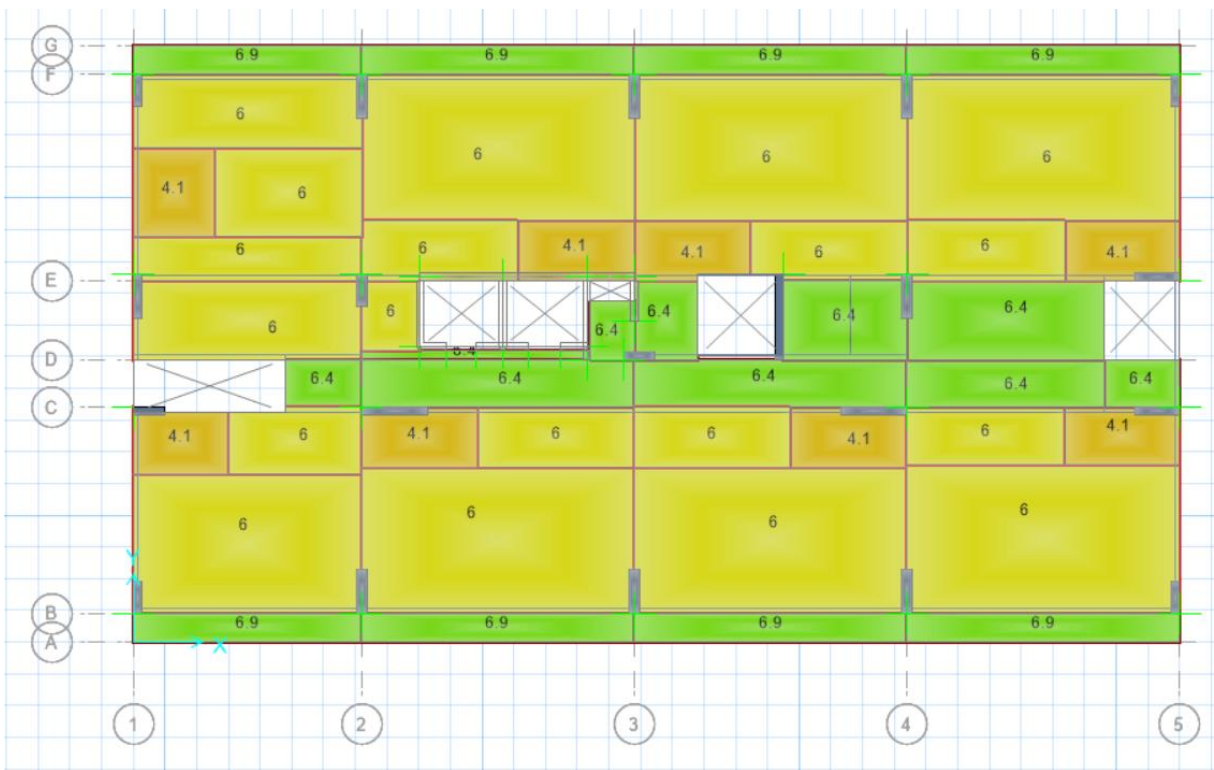 G
6.9 6.9 6.9 6.9
F
6
6 6 6
4.1 6
6 6 4.1 4.1 6 6 4.1
E
6 6 6.4 6.4 6.4 6.4
6.4
D
6.4 6.4 6.4 6.4 6.4
C
4.1 6 4.1 6 6 4.1 6 4.1
6 6 6 6
B
6.9 6.9 6.9 6.9
A
X
1 2 3 4 5